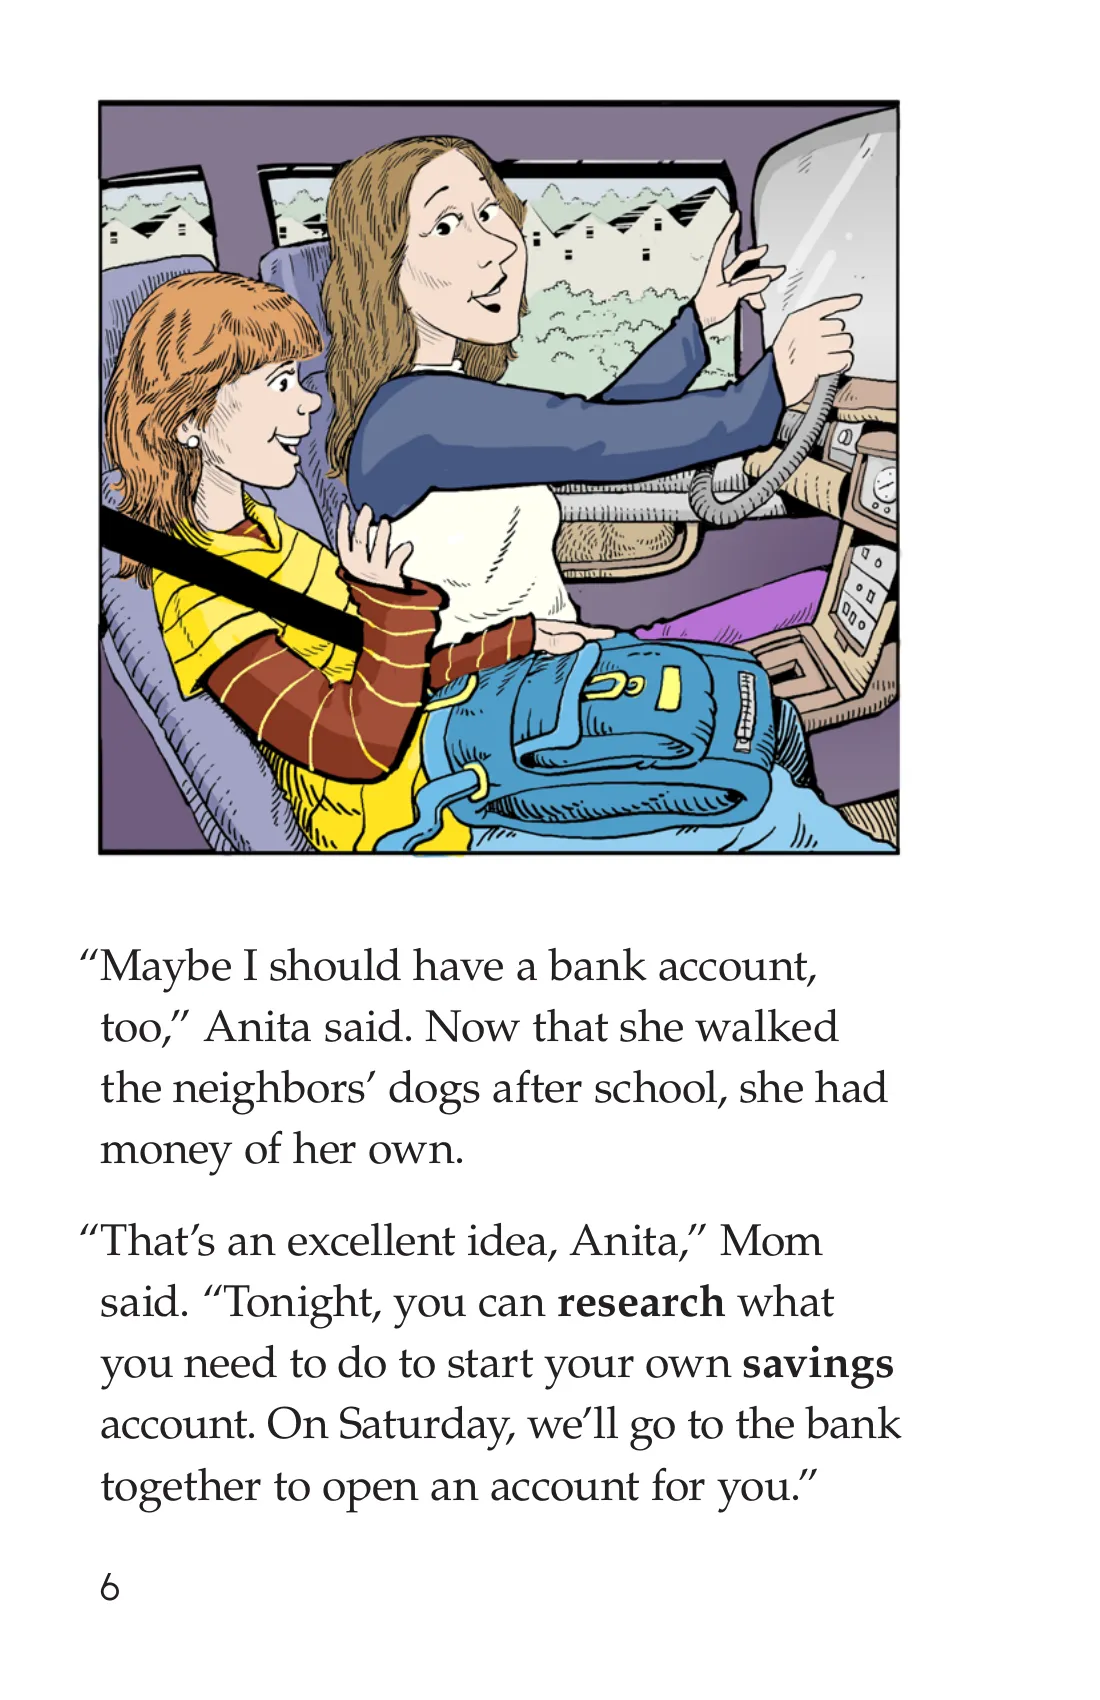 “Maybe I should have a bank account,
too,” Anita said. Now that she walked
the neighbors’ dogs after school, she had
money of her own.
“That’s an excellent idea, Anita,” Mom
said. “Tonight, you can research what
you need to do to start your own savings
account. On Saturday, we’ll go to the bank
together to open an account for you.”
6